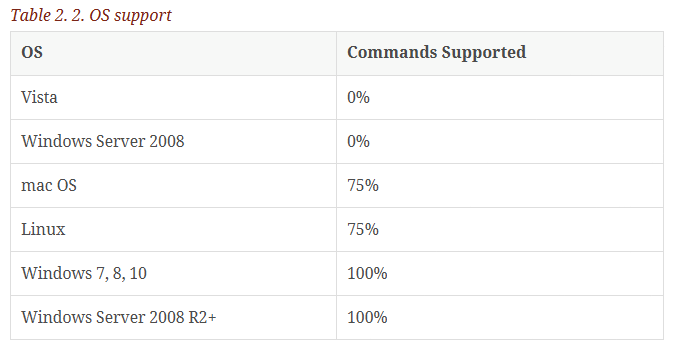 Table 2. 2. OS support
OS Commands Supported
Vista 0%
Windows Server 2008 0%
mac OS 75%
Linux 75%
Windows 7, 8, 10 100%
Windows Server 2008 R2+ 100%